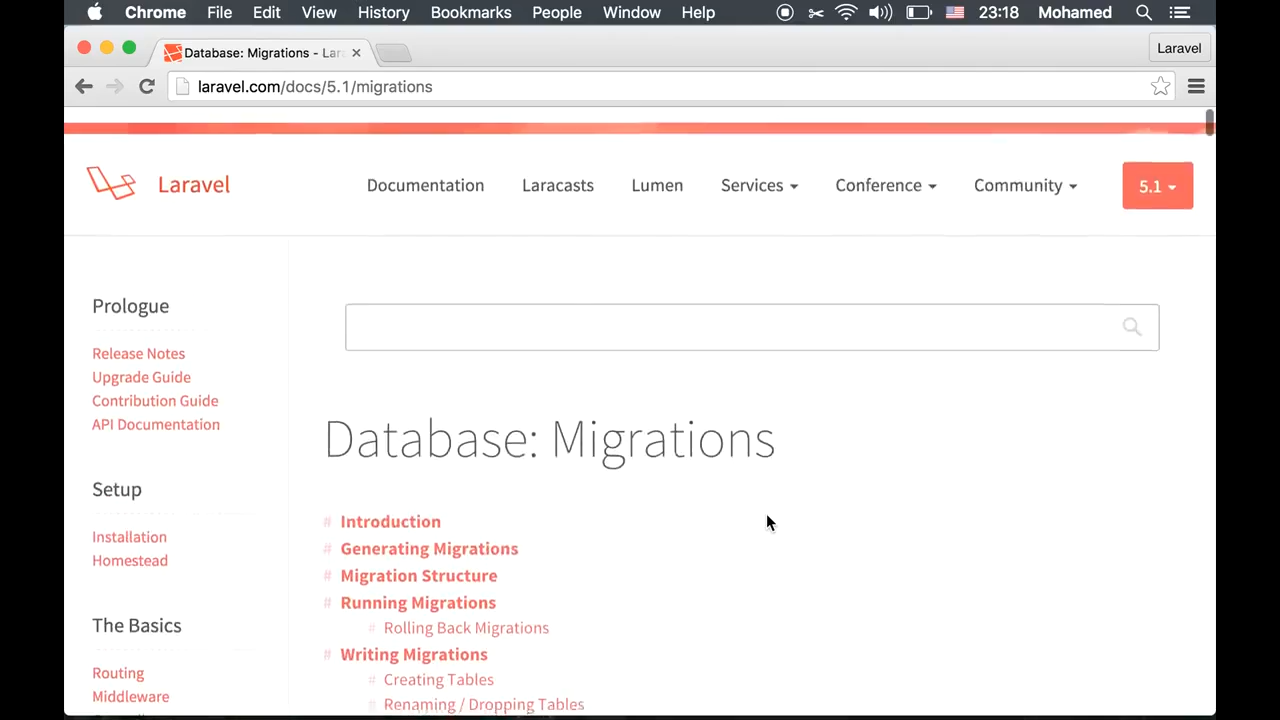 Chrome File Edit View History Bookmarks People Window Help 23:18 Mohamed
Database: Migrations - Lar
Laravel
laravel.com/docs/5.1/migrations
Laravel Documentation Laracasts Lumen Services Conference Community 5.1
Prologue
Release Notes
Upgrade Guide
Contribution Guide
API Documentation
Setup
Installation
Homestead
The Basics
Routing
Middleware
Database: Migrations
# Introduction
# Generating Migrations
# Migration Structure
# Running Migrations
# Rolling Back Migrations
# Writing Migrations
# Creating Tables
# Renaming / Dropping Tables